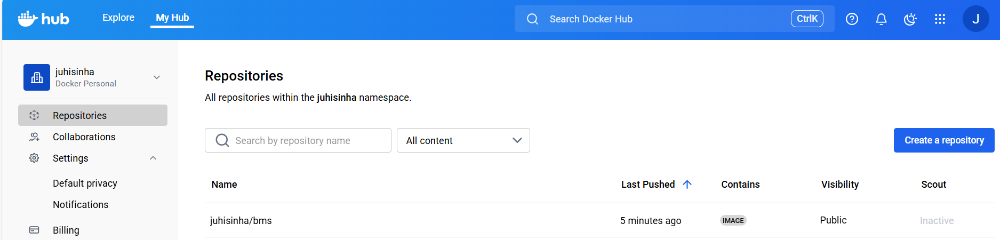 hub
Explore
My Hub
Search Docker Hub
CtrlK
J
juhisinha
Docker Personal
Repositories
Collaborations
Settings
Default privacy
Notifications
Billing
Repositories
All repositories within the juhisinha namespace.
Search by repository name
All content
Create a repository
Name Last Pushed Contains Visibility Scout
juhisinha/bms 5 minutes ago IMAGE Public Inactive